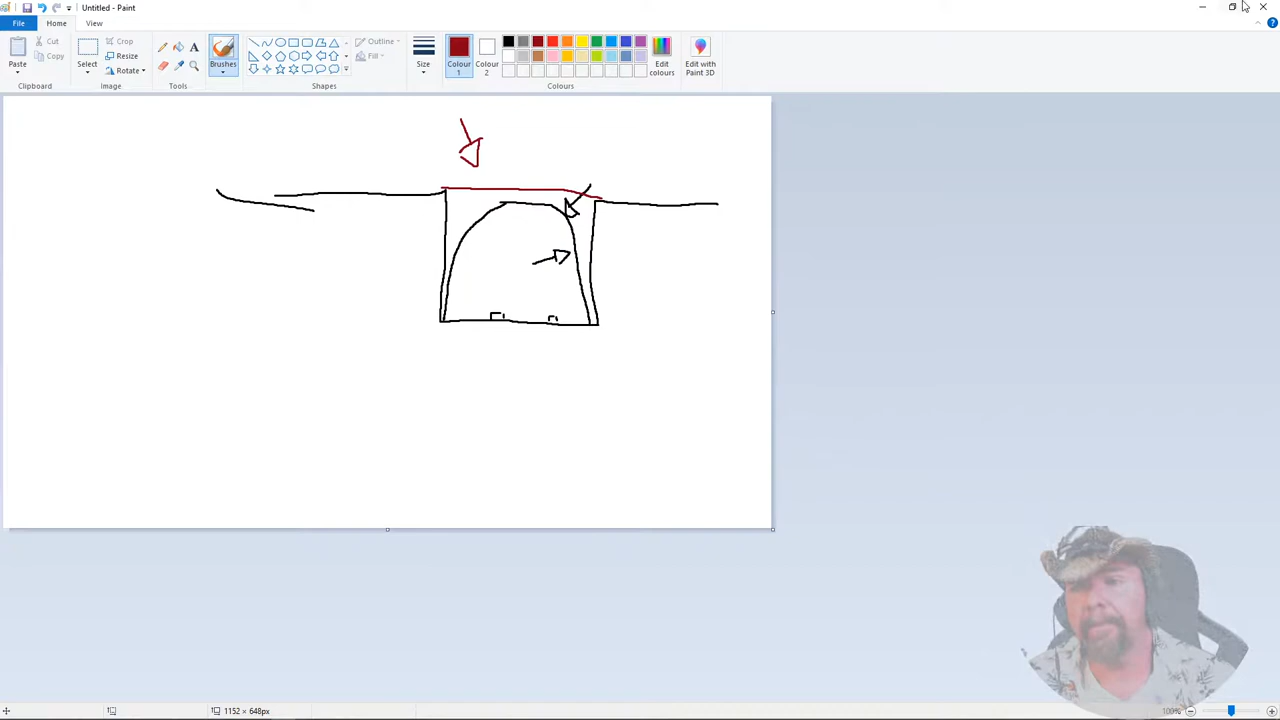 Untitled - Paint
File Home View
Paste Cut Copy Select Crop Resize Rotate A Brushes Outline Fill Size Colour 1 Colour 2 Edit colours Edit with Paint 3D
Clipboard Image Tools Shapes Colours
1152 × 648px 100%